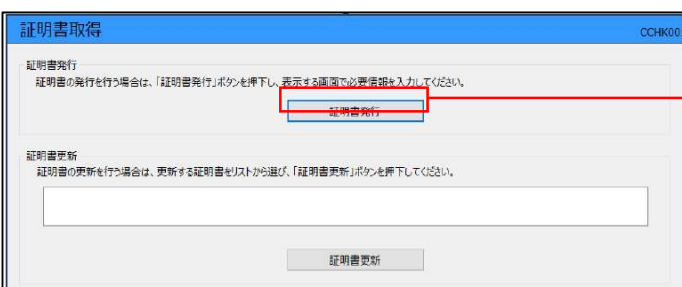 証明書取得
CCHK00
証明書発行
証明書の発行を行う場合は、「証明書発行」ボタンを押下し、表示する画面で必要情報を入力してください。
証明書発行
証明書更新
証明書の更新を行う場合は、更新する証明書をリストから選び、「証明書更新」ボタンを押下してください。
証明書更新